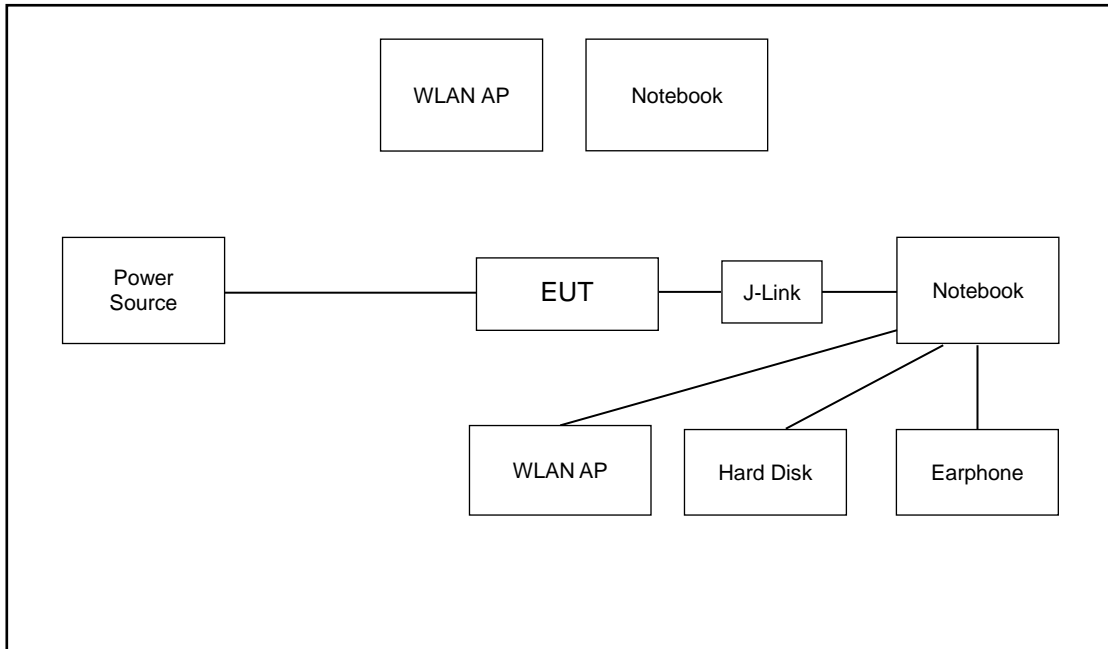 WLAN AP
Notebook
Power
Source
EUT
J-Link
Notebook
WLAN AP
Hard Disk
Earphone